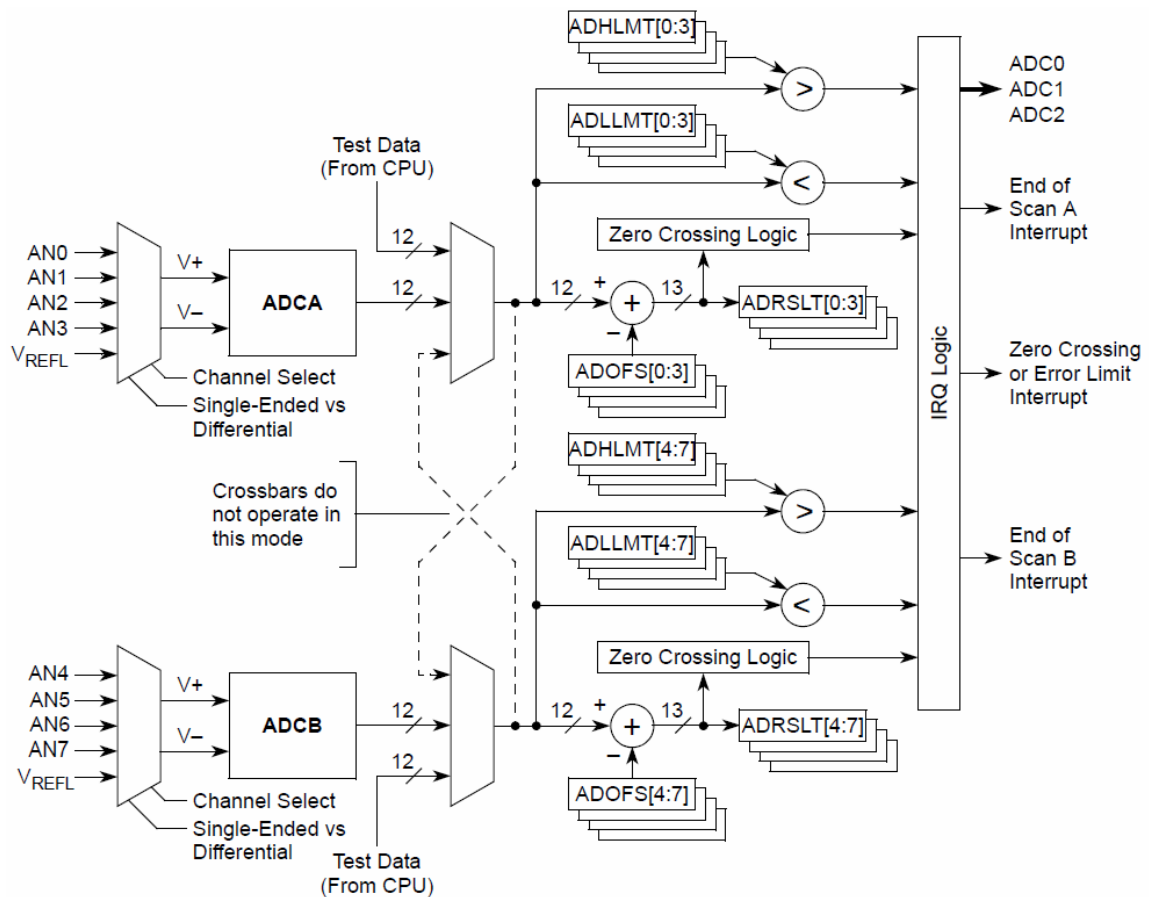 ADHLMT[0:3]
>
ADC0
ADC1
ADC2
ADLLMT[0:3]
<
Test Data
(From CPU)
End of
Scan A
Interrupt
12
Zero Crossing Logic
AN0
AN1
AN2
AN3
VREFL
V+
V–
ADCA
12
12
+
+
–
13
ADRSLT[0:3]
ADOFS[0:3]
Channel Select
Single-Ended vs
Differential
IRQ Logic
Zero Crossing
or Error Limit
Interrupt
ADHLMT[4:7]
>
Crossbars do
not operate in
this mode
ADLLMT[4:7]
<
End of
Scan B
Interrupt
Zero Crossing Logic
AN4
AN5
AN6
AN7
VREFL
V+
V–
ADCB
12
12
12
+
+
–
13
ADRSLT[4:7]
ADOFS[4:7]
Channel Select
Single-Ended vs
Differential
Test Data
(From CPU)